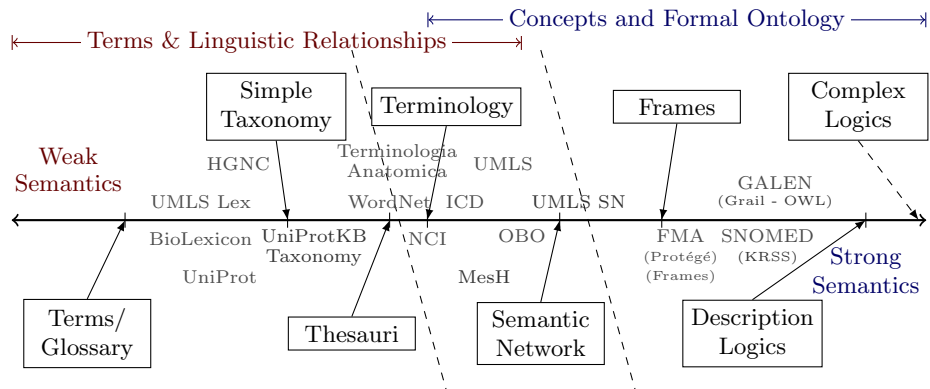 Concepts and Formal Ontology
Terms & Linguistic Relationships
Simple
Taxonomy
Terminology
Frames
Complex
Logics
Weak
Semantics
HGNC
Terminologia
Anatomica
UMLS
GALEN
(Grail - OWL)
UMLS Lex
WordNet
ICD
UMLS SN
BioLexicon
UniProtKB
Taxonomy
NCI
OBO
FMA
(Protégé)
(Frames)
SNOMED
(KRSS)
UniProt
MesH
Strong
Semantics
Terms/
Glossary
Thesauri
Semantic
Network
Description
Logics